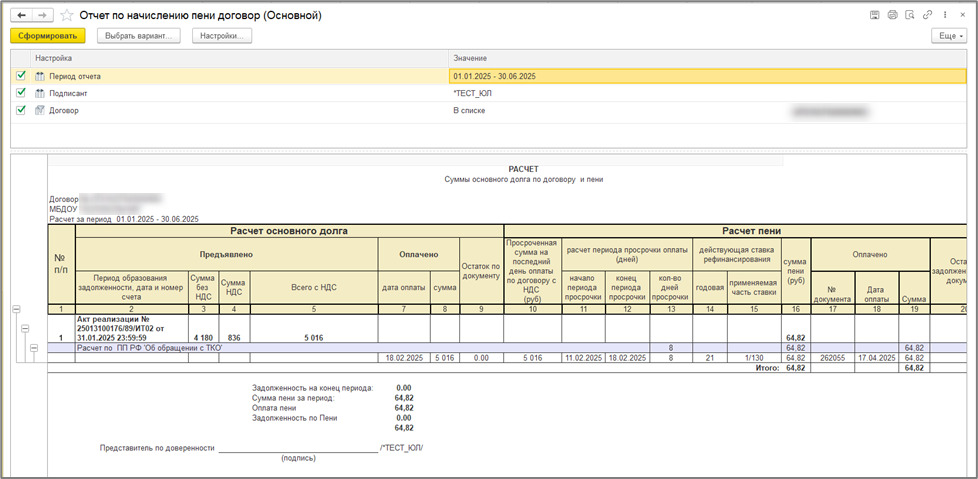 Отчет по начислению пени договор (Основной)
Сформировать Выбрать вариант... Настройки... Еще
Настройка Значение
Период отчета 01.01.2025 - 30.06.2025
Подписант *ТЕСТ_ЮЛ
Договор В списке
РАСЧЕТ
Суммы основного долга по договору и пени
Договор
МБДОУ
Расчет за период 01.01.2025 - 30.06.2025
№ п/п
Расчет основного долга
Расчет пени
Предъявлено
Оплачено
Остаток по документу
Просроченная сумма на последний день оплаты по договору с НДС (руб)
расчет периода просрочки оплаты (дней)
действующая ставка рефинансирования
сумма пени (руб)
Оплачено
Оста
задолженно
докум
Период образования задолженности, дата и номер счета
Сумма без НДС
Сумма НДС
Всего с НДС
дата оплаты
сумма
начало периода просрочки
конец периода просрочки
кол-во дней просрочки
годовая
применяемая часть ставки
№ документа
Дата оплаты
Сумма
1 2 3 4 5 7 8 9 10 11 12 13 14 15 16 17 18 19 20
Акт реализации №
25013100176/89/ИТ02 от
1 31.01.2025 23:59:59 4 180 836 5 016 64,82
Расчет по ПП РФ 'Об обращении с ТКО' 8 64,82 64,82
18.02.2025 5 016 0.00 5 016 11.02.2025 18.02.2025 8 21 1/130 64,82 262055 17.04.2025 64,82
Итого: 64,82 64,82
Задолженность на конец периода: 0.00
Сумма пени за период: 64,82
Оплата пени 64,82
Задолженность по Пени 0.00
64,82
Представитель по доверенности /*ТЕСТ_ЮЛ/
(подпись)